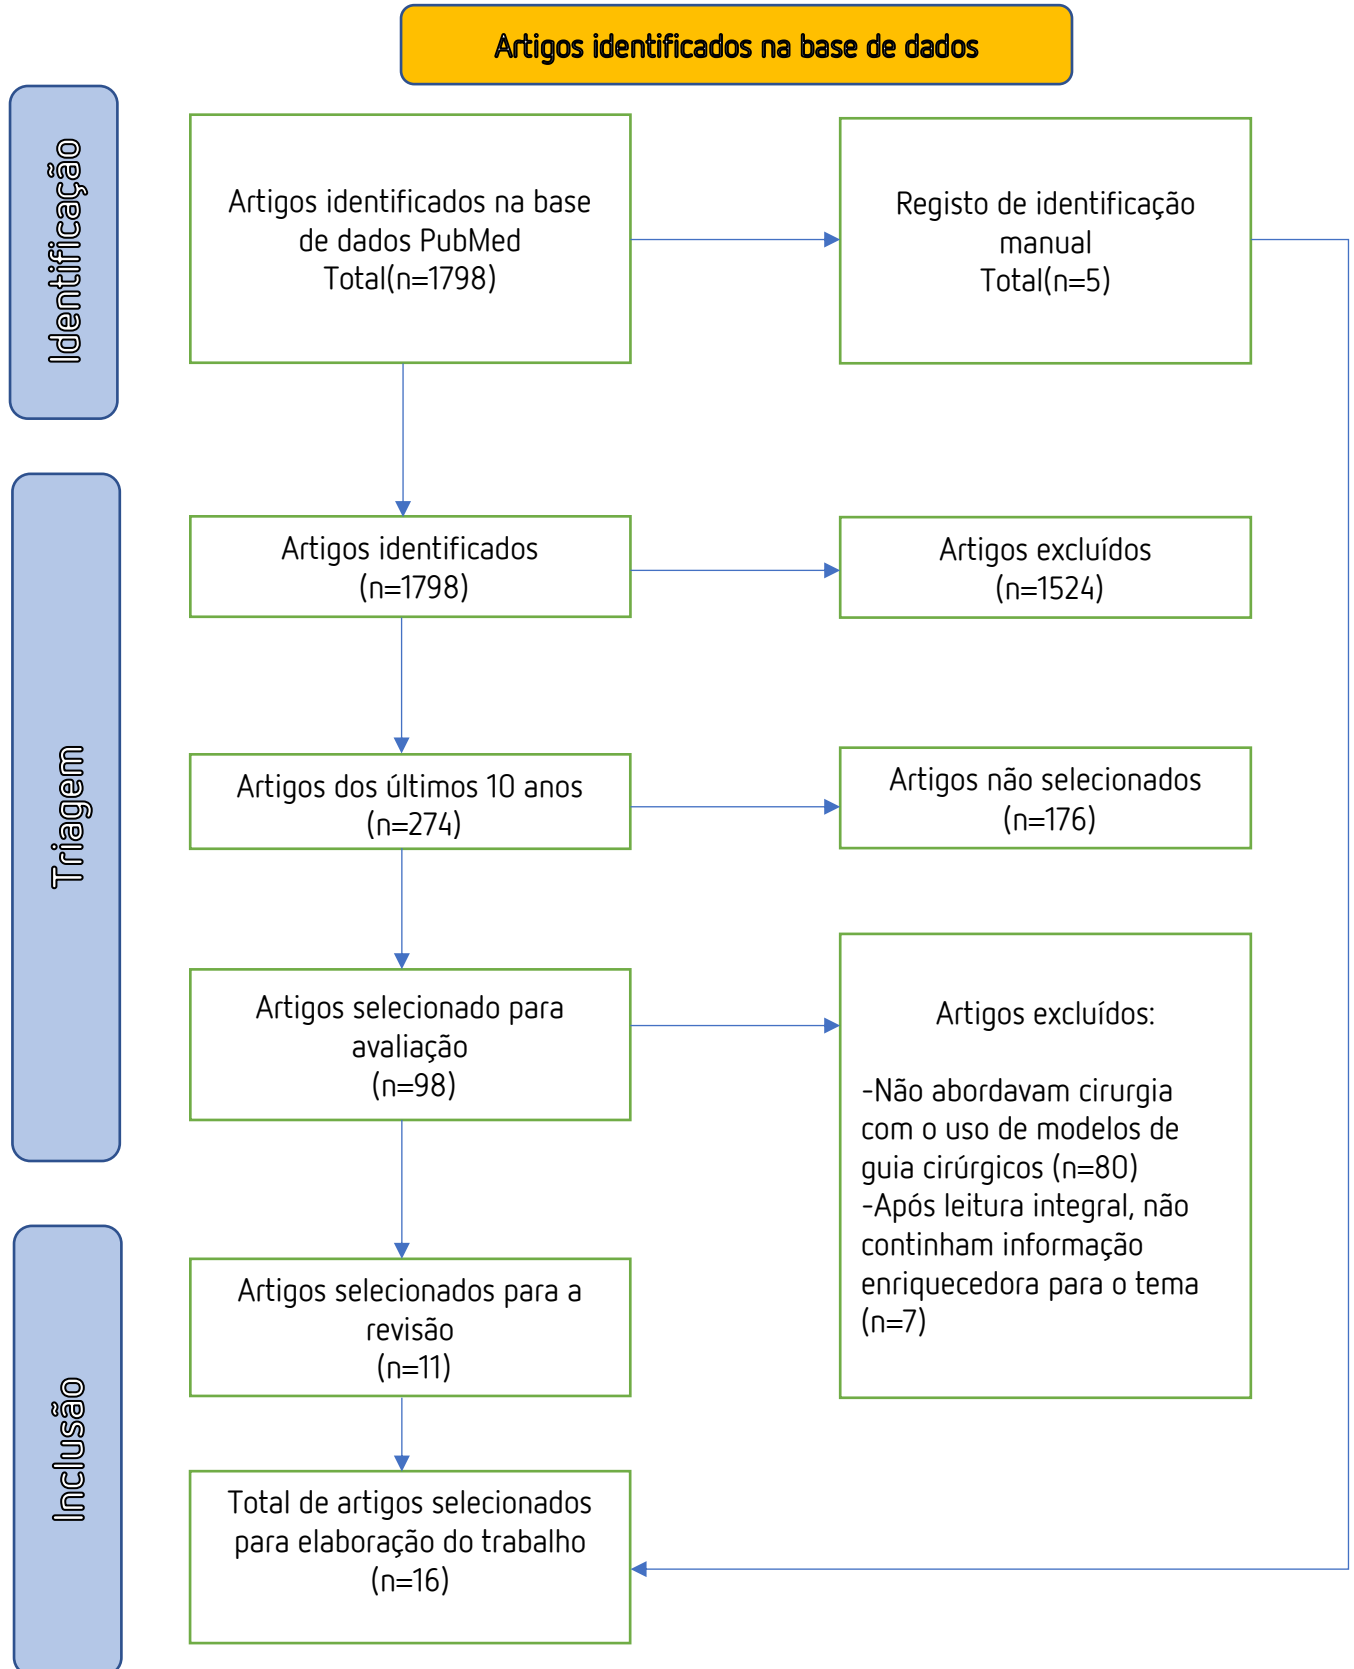 Artigos identificados na base de dados
Identificação
Artigos identificados na base
de dados PubMed
Total(n=1798)
Registo de identificação
manual
Total(n=5)
Triagem
Artigos identificados
(n=1798)
Artigos excluídos
(n=1524)
Artigos dos últimos 10 anos
(n=274)
Artigos não selecionados
(n=176)
Artigos selecionado para
avaliação
(n=98)
Artigos excluídos:
-Não abordavam cirurgia
com o uso de modelos de
guia cirúrgicos (n=80)
-Após leitura integral, não
continham informação
enriquecedora para o tema
(n=7)
Inclusão
Artigos selecionados para a
revisão
(n=11)
Total de artigos selecionados
para elaboração do trabalho
(n=16)